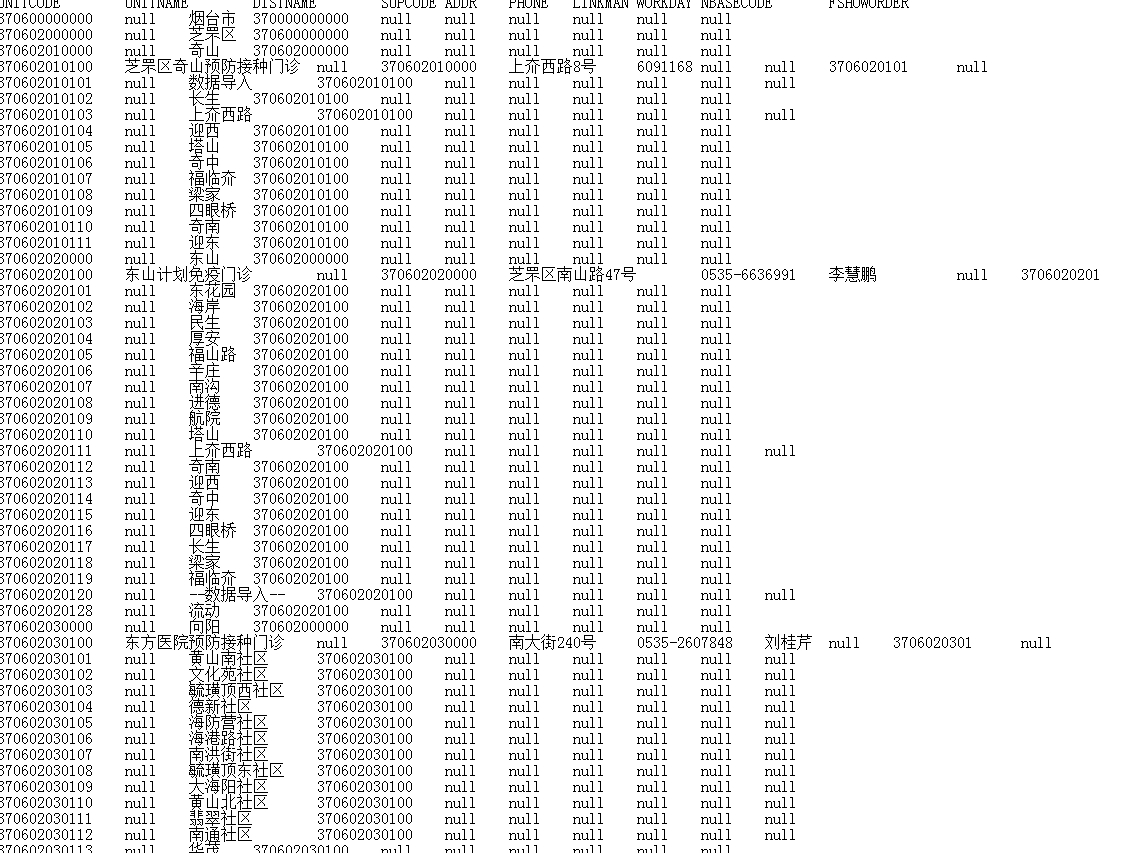 UNITCODE UNITNAME DISTNAME SUPCODE ADDR PHONE LINKMAN WORKDAY NBASECODE FSHOWORDER
370600000000 null 烟台市 370000000000 null null null null null null
370602000000 null 芝罘区 370600000000 null null null null null null
370602010000 null 奇山 370602000000 null null null null null null
370602010100 芝罘区奇山预防接种门诊 null 370602010000 上夼西路8号 6091168 null null 3706020101 null
370602010101 null 数据导入 370602010100 null null null null null null
370602010102 null 长生 370602010100 null null null null null null
370602010103 null 上夼西路 370602010100 null null null null null null
370602010104 null 迎西 370602010100 null null null null null null
370602010105 null 塔山 370602010100 null null null null null null
370602010106 null 奇中 370602010100 null null null null null null
370602010107 null 福临夼 370602010100 null null null null null null
370602010108 null 梁家 370602010100 null null null null null null
370602010109 null 四眼桥 370602010100 null null null null null null
370602010110 null 奇南 370602010100 null null null null null null
370602010111 null 迎东 370602010100 null null null null null null
370602020000 null 东山 370602000000 null null null null null null
370602020100 东山计划免疫门诊 null 370602020000 芝罘区南山路47号 0535-6636991 李慧鹏 null 3706020201
370602020101 null 东花园 370602020100 null null null null null null
370602020102 null 海岸 370602020100 null null null null null null
370602020103 null 民生 370602020100 null null null null null null
370602020104 null 厚安 370602020100 null null null null null null
370602020105 null 福山路 370602020100 null null null null null null
370602020106 null 辛庄 370602020100 null null null null null null
370602020107 null 南沟 370602020100 null null null null null null
370602020108 null 进德 370602020100 null null null null null null
370602020109 null 航院 370602020100 null null null null null null
370602020110 null 塔山 370602020100 null null null null null null
370602020111 null 上夼西路 370602020100 null null null null null null
370602020112 null 奇南 370602020100 null null null null null null
370602020113 null 迎西 370602020100 null null null null null null
370602020114 null 奇中 370602020100 null null null null null null
370602020115 null 迎东 370602020100 null null null null null null
370602020116 null 四眼桥 370602020100 null null null null null null
370602020117 null 长生 370602020100 null null null null null null
370602020118 null 梁家 370602020100 null null null null null null
370602020119 null 福临夼 370602020100 null null null null null null
370602020120 null --数据导入-- 370602020100 null null null null null null
370602020128 null 流动 370602020100 null null null null null null
370602030000 null 向阳 370602000000 null null null null null null
370602030100 东方医院预防接种门诊 null 370602030000 南大街240号 0535-2607848 刘桂芹 null 3706020301 null
370602030101 null 黄山南社区 370602030100 null null null null null null
370602030102 null 文化苑社区 370602030100 null null null null null null
370602030103 null 毓璜顶西社区 370602030100 null null null null null null
370602030104 null 德新社区 370602030100 null null null null null null
370602030105 null 海防营社区 370602030100 null null null null null null
370602030106 null 海港路社区 370602030100 null null null null null null
370602030107 null 南洪街社区 370602030100 null null null null null null
370602030108 null 毓璜顶东社区 370602030100 null null null null null null
370602030109 null 大海阳社区 370602030100 null null null null null null
370602030110 null 黄山北社区 370602030100 null null null null null null
370602030111 null 翡翠社区 370602030100 null null null null null null
370602030112 null 南通社区 370602030100 null null null null null null
370602030113 null 华茂 370602030100 null null null null null null